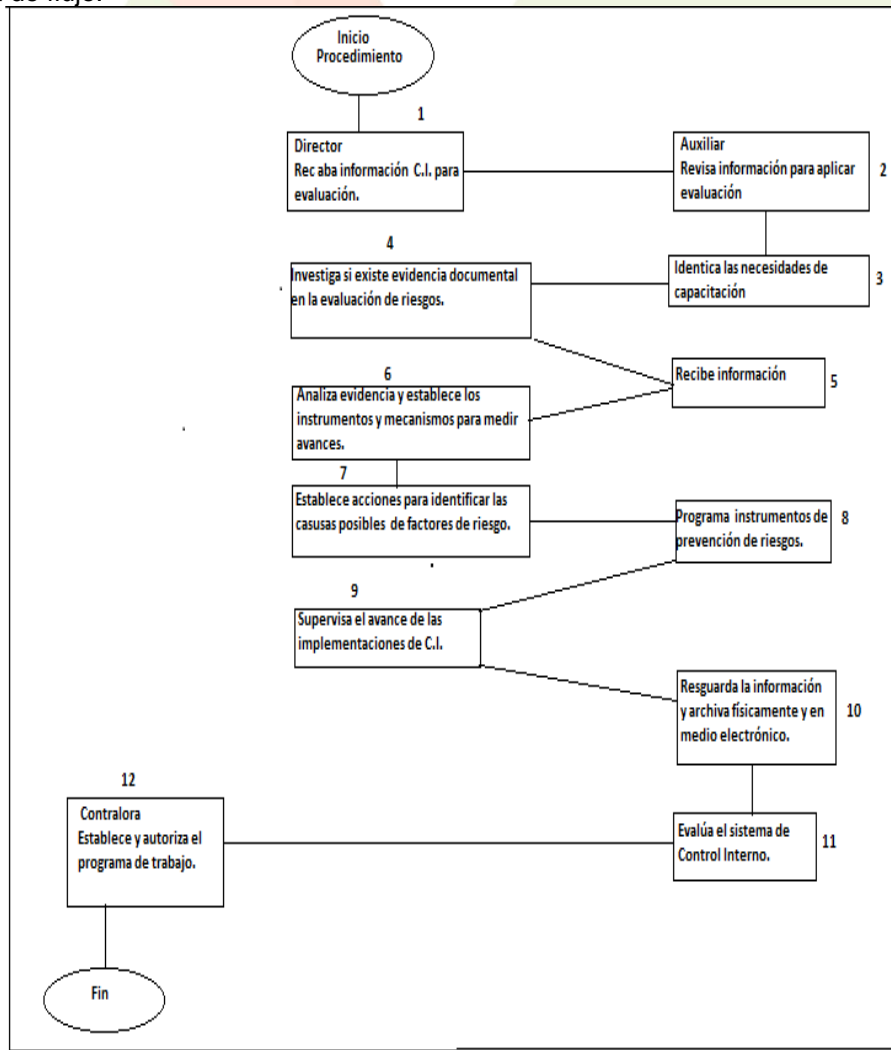 de flujo.
Inicio
Procedimiento
1
Director
Rec aba información C.I. para
evaluación.
Auxiliar
Revisa información para aplicar
evaluación
2
Identica las necesidades de
capacitación
3
4
Investiga si existe evidencia documental
en la evaluación de riesgos.
Recibe información
5
6
Analiza evidencia y establece los
instrumentos y mecanismos para medir
avances.
7
Establece acciones para identificar las
casusas posibles de factores de riesgo.
Programa instrumentos de
prevención de riesgos.
8
9
Supervisa el avance de las
implementaciones de C.I.
Resguarda la información
y archiva físicamente y en
medio electrónico.
10
Evalúa el sistema de
Control Interno.
11
12
Contralora
Establece y autoriza el
programa de trabajo.
Fin